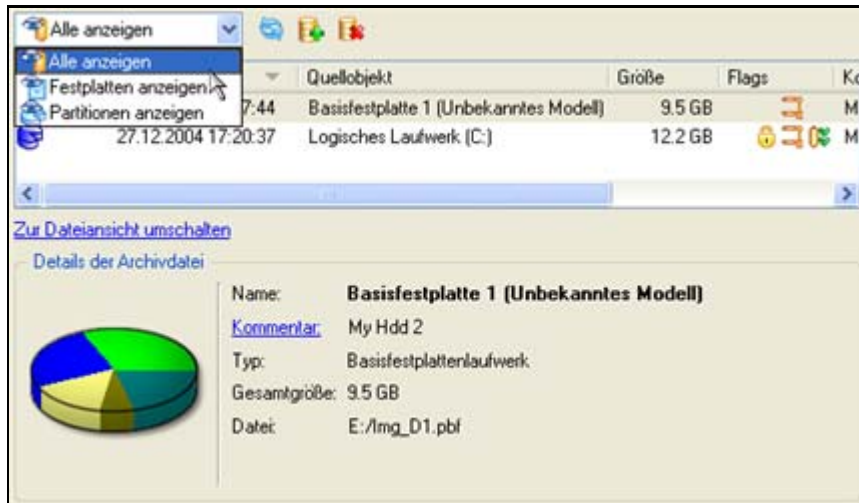 Alle anzeigen
Alle anzeigen
Festplatten anzeigen
Partitionen anzeigen
Quellobjekt Größe Flags
7:44 Basisfestplatte 1 (Unbekanntes Modell) 9.5 GB M
27.12.2004 17:20:37 Logisches Laufwerk (C:) 12.2 GB M
Zur Dateiansicht umschalten
Details der Archivdatei
Name: Basisfestplatte 1 (Unbekanntes Modell)
Kommentar: My Hdd 2
Typ: Basisfestplattenlaufwerk
Gesamtgröße: 9.5 GB
Datei: E:/Img_D1.pbf